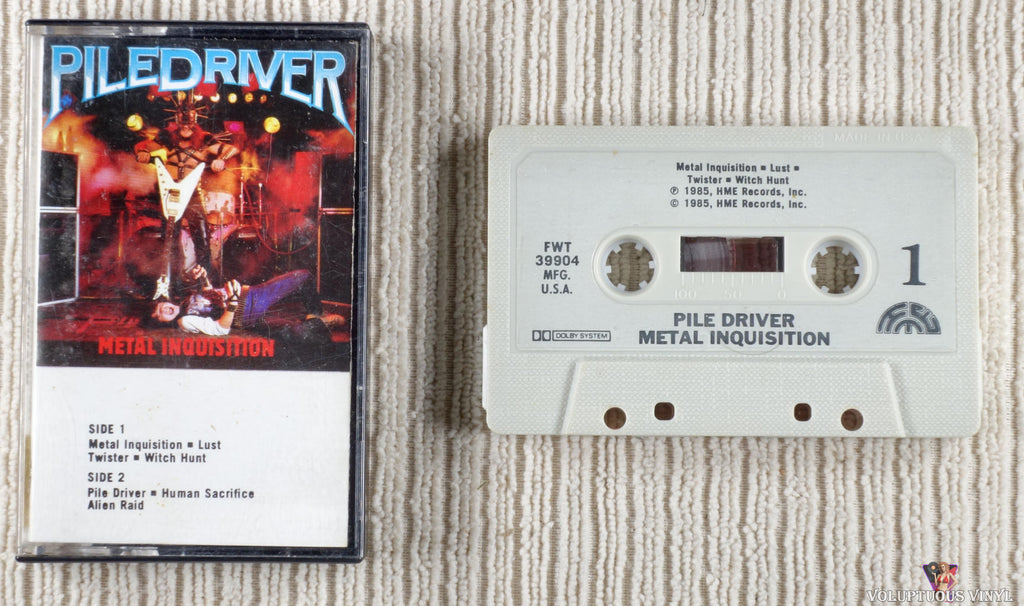 PILEDRIVER
METAL INQUISITION
SIDE 1
Metal Inquisition ■ Lust
Twister ■ Witch Hunt
SIDE 2
Pile Driver ■ Human Sacrifice
Alien Raid
MADE IN U.S.A.
Metal Inquisition ■ Lust ■
Twister ■ Witch Hunt
℗ 1985, HME Records, Inc.
© 1985, HME Records, Inc.
FWT
39904
MFG.
U.S.A.
1
100 50 0
HME
DOLBY SYSTEM
PILE DRIVER
METAL INQUISITION
VOLUPTUOUS VINYL